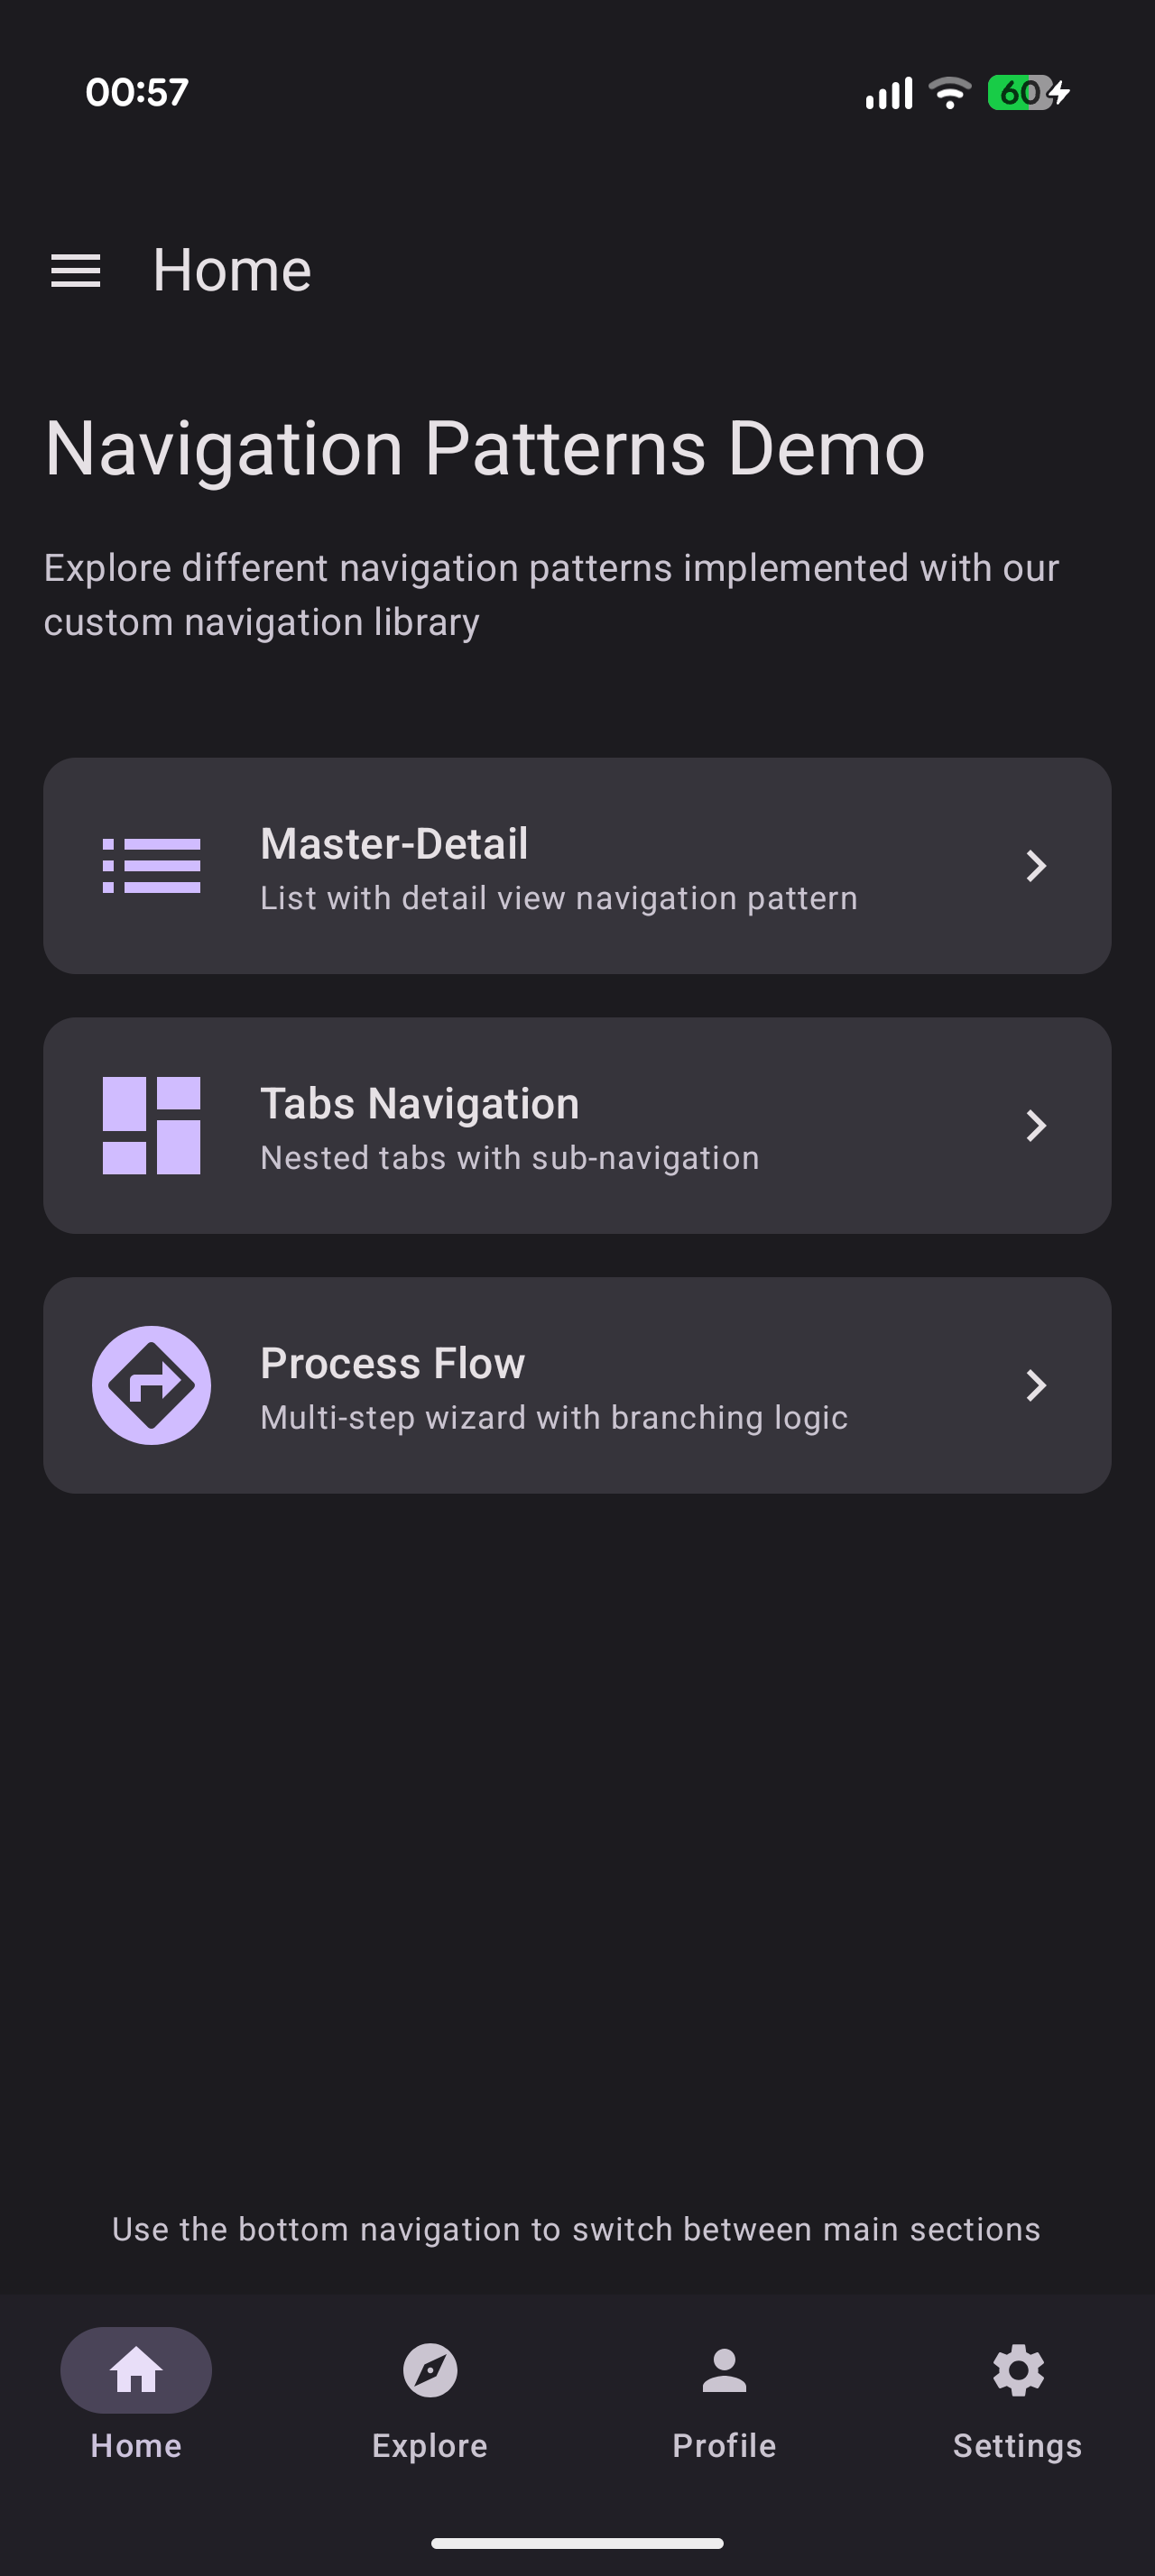 00:57
60
Home
Navigation Patterns Demo
Explore different navigation patterns implemented with our
custom navigation library
Master-Detail
List with detail view navigation pattern
Tabs Navigation
Nested tabs with sub-navigation
Process Flow
Multi-step wizard with branching logic
Use the bottom navigation to switch between main sections
Home
Explore
Profile
Settings